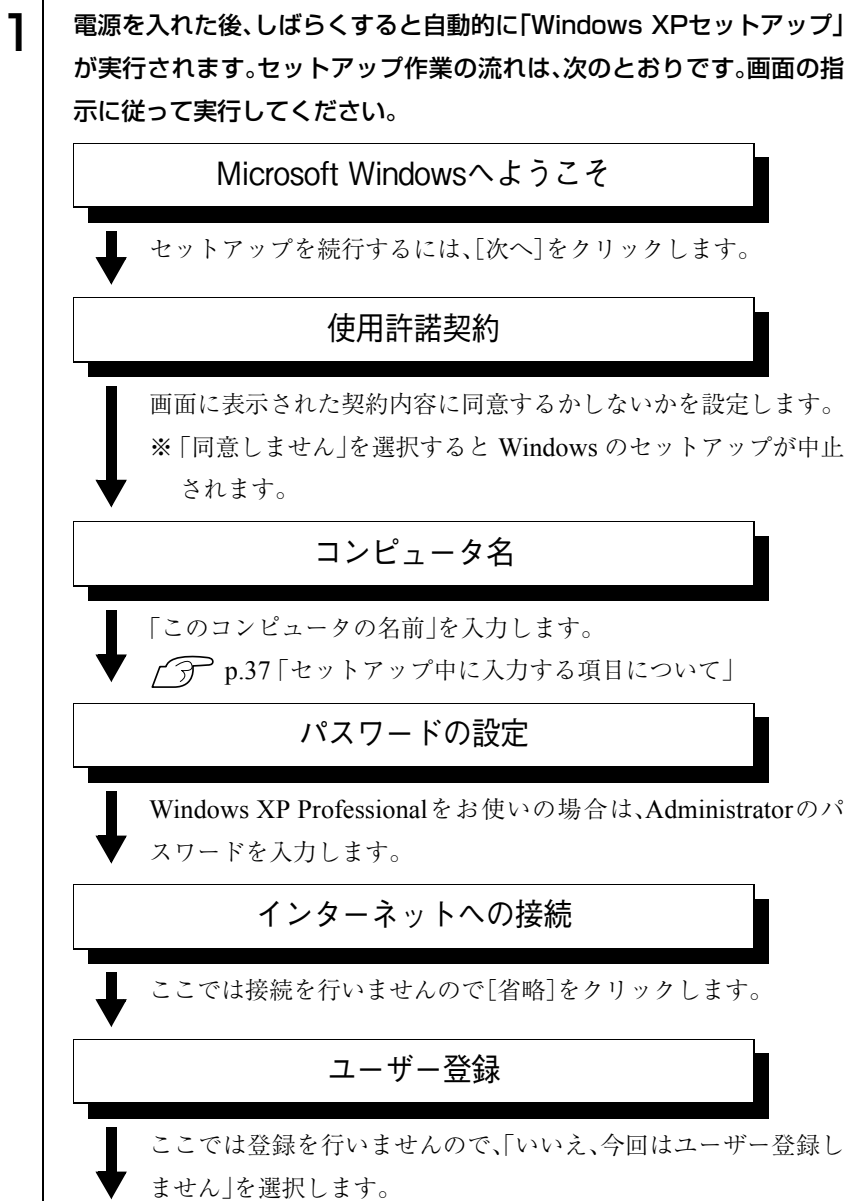 1
電源を入れた後、しばらくすると自動的に「Windows XPセットアップ」
が実行されます。セットアップ作業の流れは、次のとおりです。画面の指
示に従って実行してください。
Microsoft Windowsへようこそ
セットアップを続行するには、[次へ]をクリックします。
使用許諾契約
画面に表示された契約内容に同意するかしないかを設定します。
※「同意しません」を選択すると Windows のセットアップが中止
されます。
コンピュータ名
「このコンピュータの名前」を入力します。
p.37「セットアップ中に入力する項目について」
パスワードの設定
Windows XP Professionalをお使いの場合は、Administratorのパ
スワードを入力します。
インターネットへの接続
ここでは接続を行いませんので[省略]をクリックします。
ユーザー登録
ここでは登録を行いませんので、「いいえ、今回はユーザー登録し
ません」を選択します。